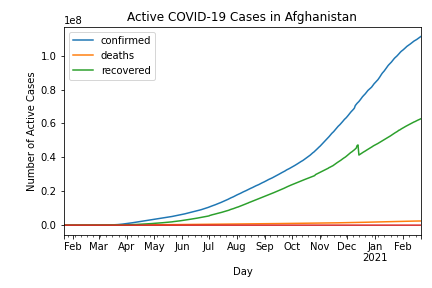 Active COVID-19 Cases in Afghanistan
1e8
confirmed
deaths
recovered
1.0
0.8
0.6
0.4
0.2
0.0
Number of Active Cases
Feb Mar Apr May Jun Jul Aug Sep Oct Nov Dec Jan Feb
2021
Day